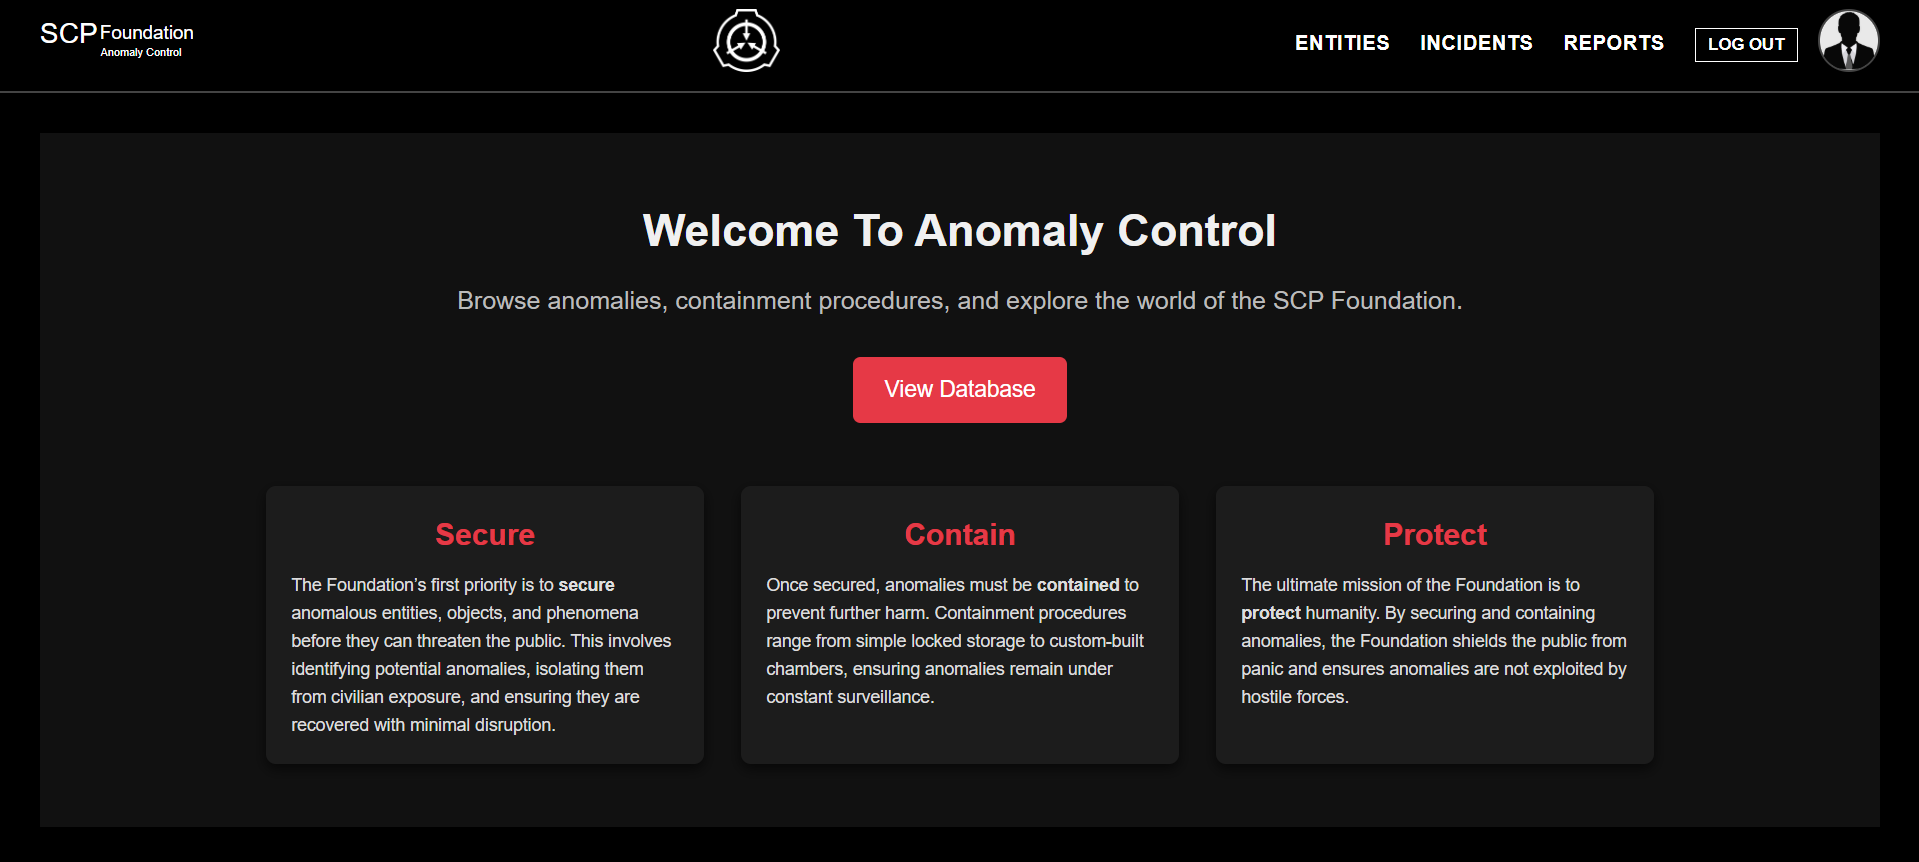 SCP Foundation
Anomaly Control
ENTITIES INCIDENTS REPORTS LOG OUT
Welcome To Anomaly Control
Browse anomalies, containment procedures, and explore the world of the SCP Foundation.
View Database
Secure
The Foundation’s first priority is to secure
anomalous entities, objects, and phenomena
before they can threaten the public. This involves
identifying potential anomalies, isolating them
from civilian exposure, and ensuring they are
recovered with minimal disruption.
Contain
Once secured, anomalies must be contained to
prevent further harm. Containment procedures
range from simple locked storage to custom-built
chambers, ensuring anomalies remain under
constant surveillance.
Protect
The ultimate mission of the Foundation is to
protect humanity. By securing and containing
anomalies, the Foundation shields the public from
panic and ensures anomalies are not exploited by
hostile forces.